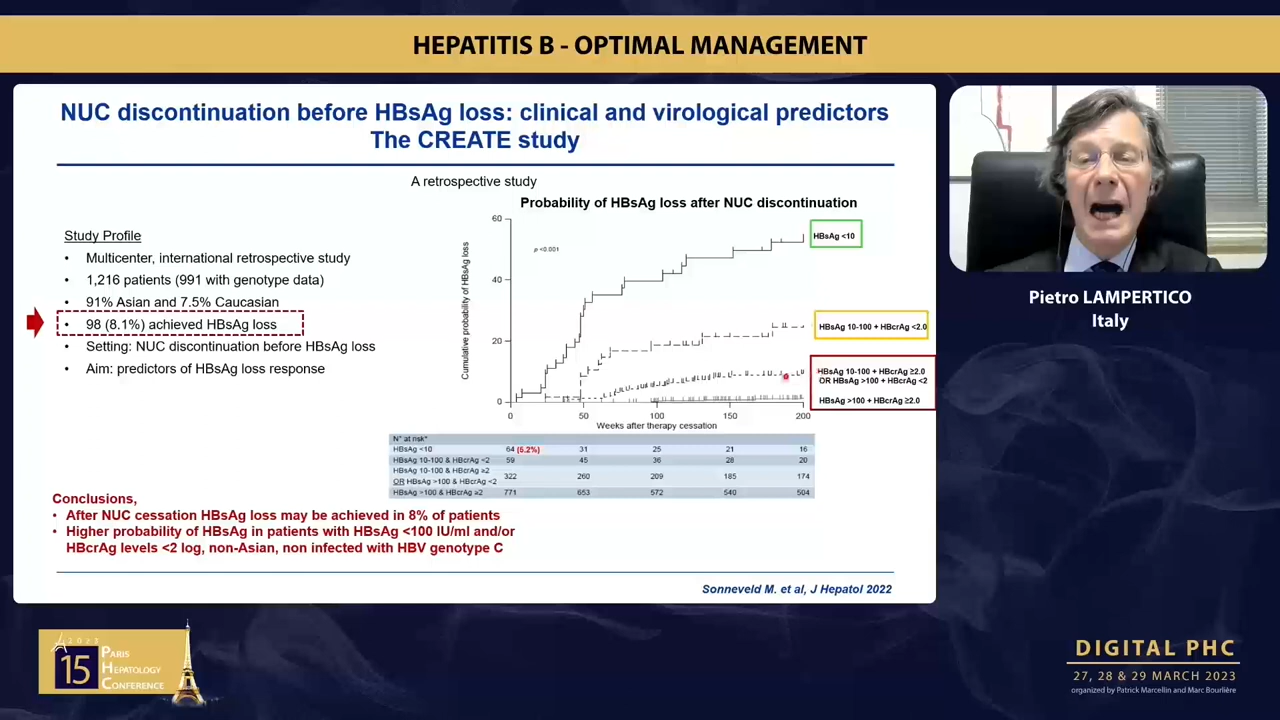 HEPATITIS B - OPTIMAL MANAGEMENT
NUC discontinuation before HBsAg loss: clinical and virological predictors
The CREATE study
A retrospective study
Study Profile
• Multicenter, international retrospective study
• 1,216 patients (991 with genotype data)
• 91% Asian and 7.5% Caucasian
• 98 (8.1%) achieved HBsAg loss
• Setting: NUC discontinuation before HBsAg loss
• Aim: predictors of HBsAg loss response
Probability of HBsAg loss after NUC discontinuation
Cumulative probability of HBsAg loss
60
40
20
0
p <0.001
0 50 100 150 200
Weeks after therapy cessation
HBsAg <10
HBsAg 10-100 + HBcrAg <2.0
HBsAg 10-100 + HBcrAg ≥2.0
OR HBsAg >100 + HBcrAg <2
HBsAg >100 + HBcrAg ≥2.0
N° at risk*
HBsAg <10 64 (5.2%) 31 25 21 16
HBsAg 10-100 & HBcrAg <2 59 45 36 28 20
HBsAg 10-100 & HBcrAg ≥2
OR HBsAg >100 & HBcrAg <2 322 260 209 185 174
HBsAg >100 & HBcrAg ≥2 771 653 572 540 504
Conclusions,
• After NUC cessation HBsAg loss may be achieved in 8% of patients
• Higher probability of HBsAg in patients with HBsAg <100 IU/ml and/or
HBcrAg levels <2 log, non-Asian, non infected with HBV genotype C
Sonneveld M. et al, J Hepatol 2022
Pietro LAMPERTICO
Italy
2023
15
PARIS
HEPATOLOGY
CONFERENCE
DIGITAL PHC
27, 28 & 29 MARCH 2023
organized by Patrick Marcellin and Marc Bourlière